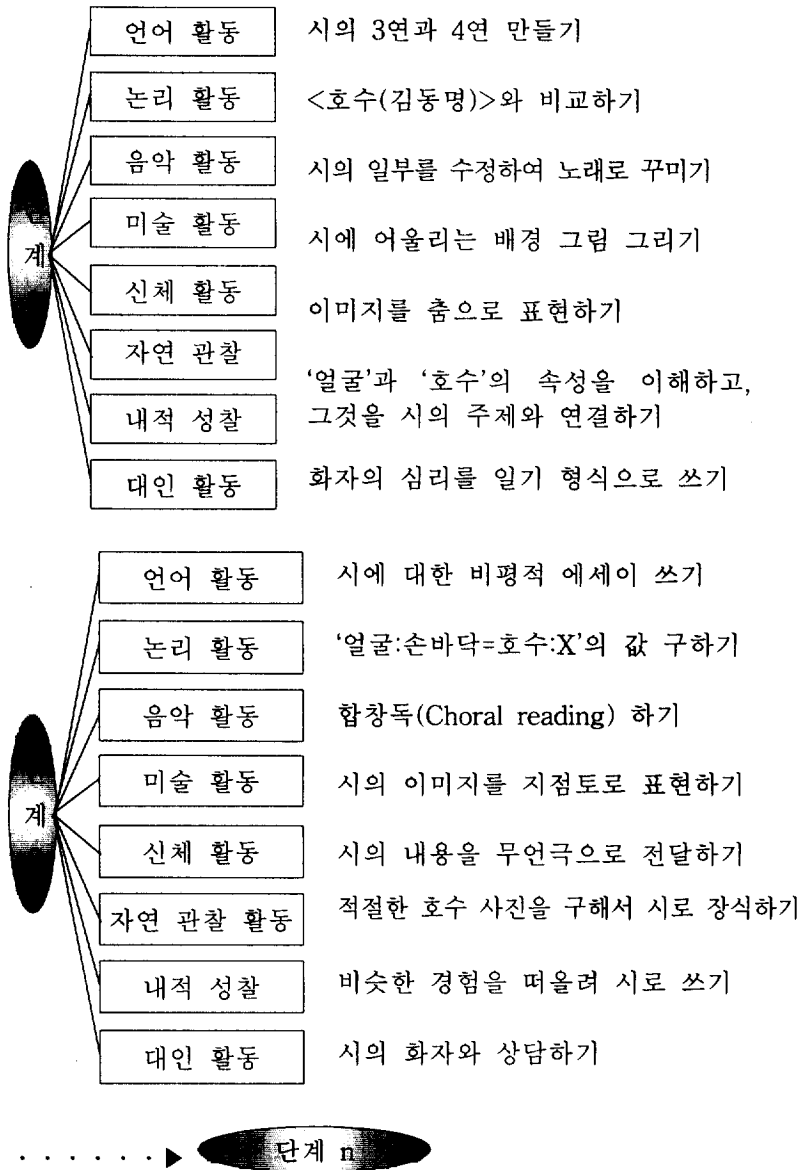 언어 활동 시의 3연과 4연 만들기
논리 활동 <호수(김동명)>와 비교하기
음악 활동 시의 일부를 수정하여 노래로 꾸미기
미술 활동 시에 어울리는 배경 그림 그리기
계
신체 활동 이미지를 춤으로 표현하기
자연 관찰
'얼굴'과 '호수'의 속성을 이해하고,
내적 성찰 그것을 시의 주제와 연결하기
대인 활동 화자의 심리를 일기 형식으로 쓰기
언어 활동 시에 대한 비평적 에세이 쓰기
논리 활동 '얼굴:손바닥=호수:X'의 값 구하기
음악 활동 합창독(Choral reading) 하기
미술 활동 시의 이미지를 지점토로 표현하기
계
신체 활동 시의 내용을 무언극으로 전달하기
자연 관찰 활동 적절한 호수 사진을 구해서 시로 장식하기
내적 성찰 비슷한 경험을 떠올려 시로 쓰기
대인 활동 시의 화자와 상담하기
· · · · · · ▶ 단계 n